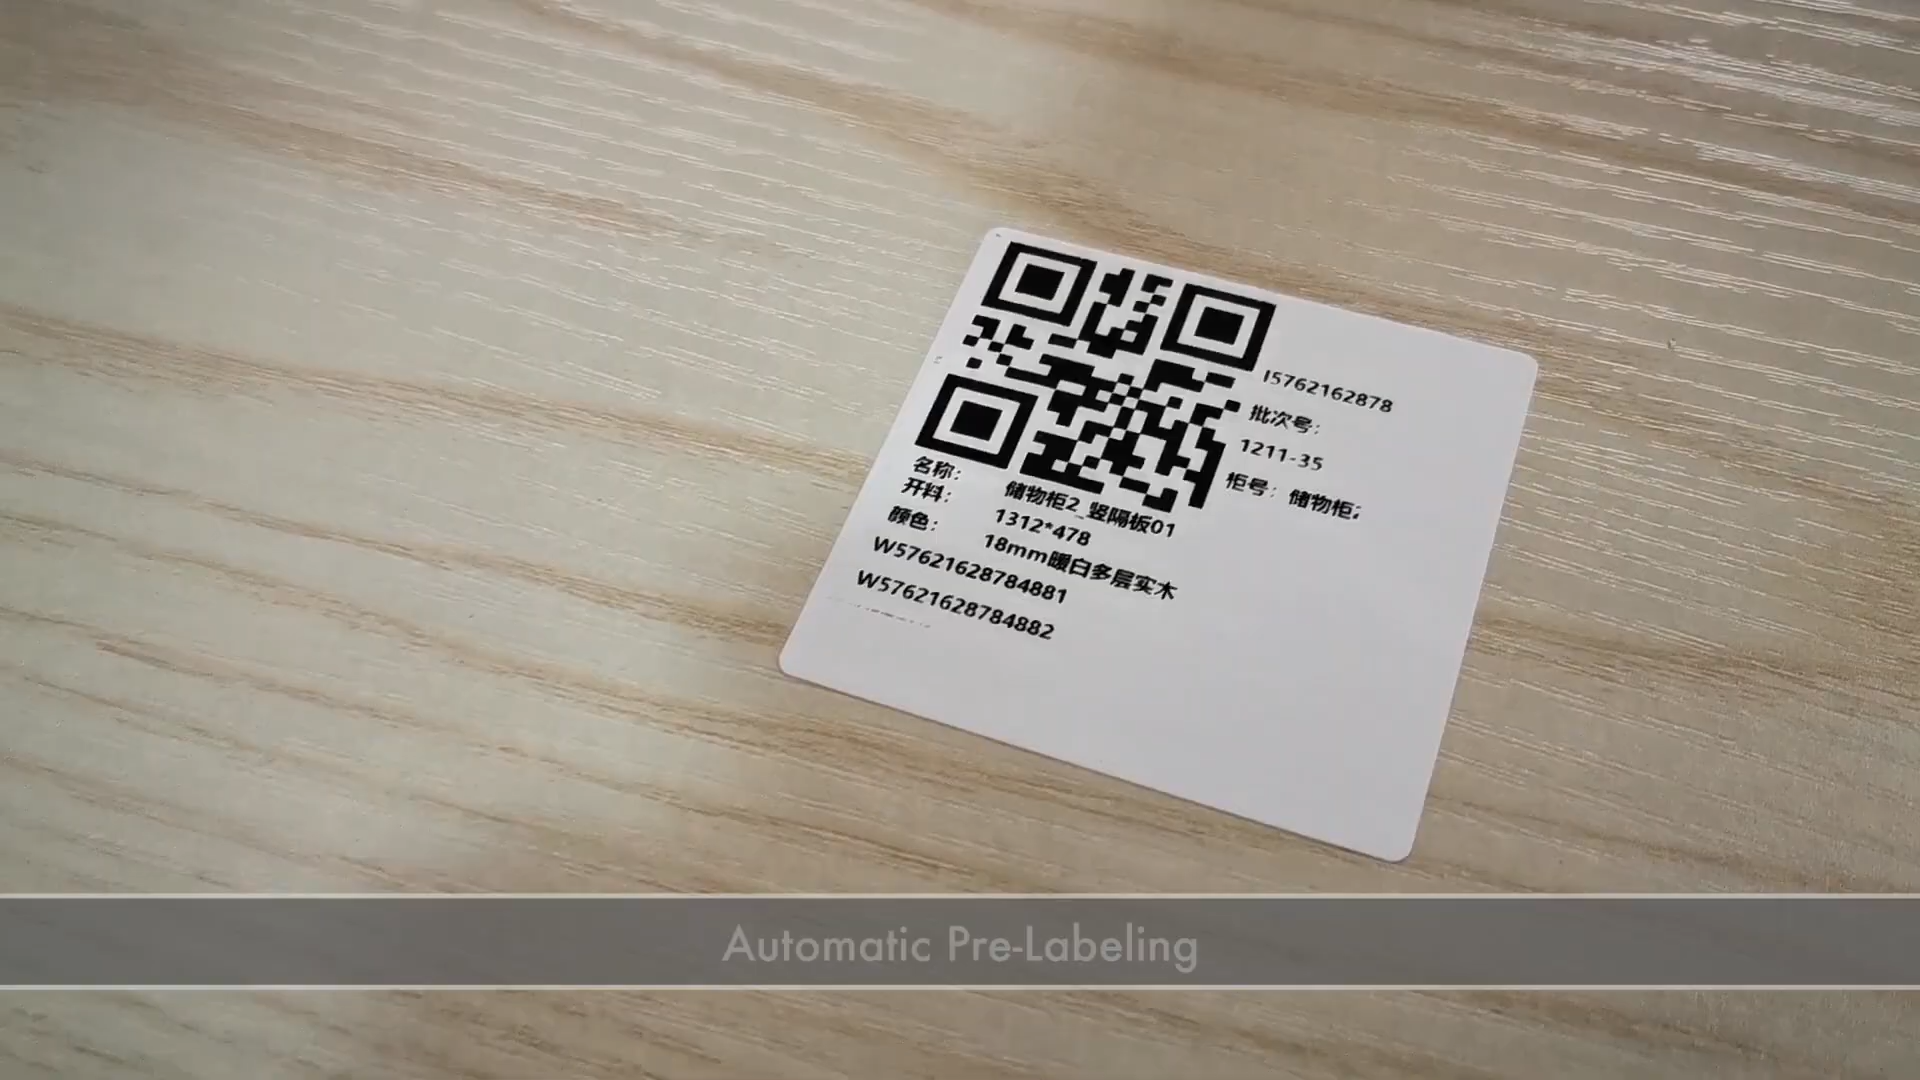 I5762162878
批次号：
1211-35
柜号：储物柜2
名称： 储物柜2_竖隔板01
开料： 1312*478
颜色： 18mm暖白多层实木
W57621628784881
W57621628784882
Automatic Pre-Labeling